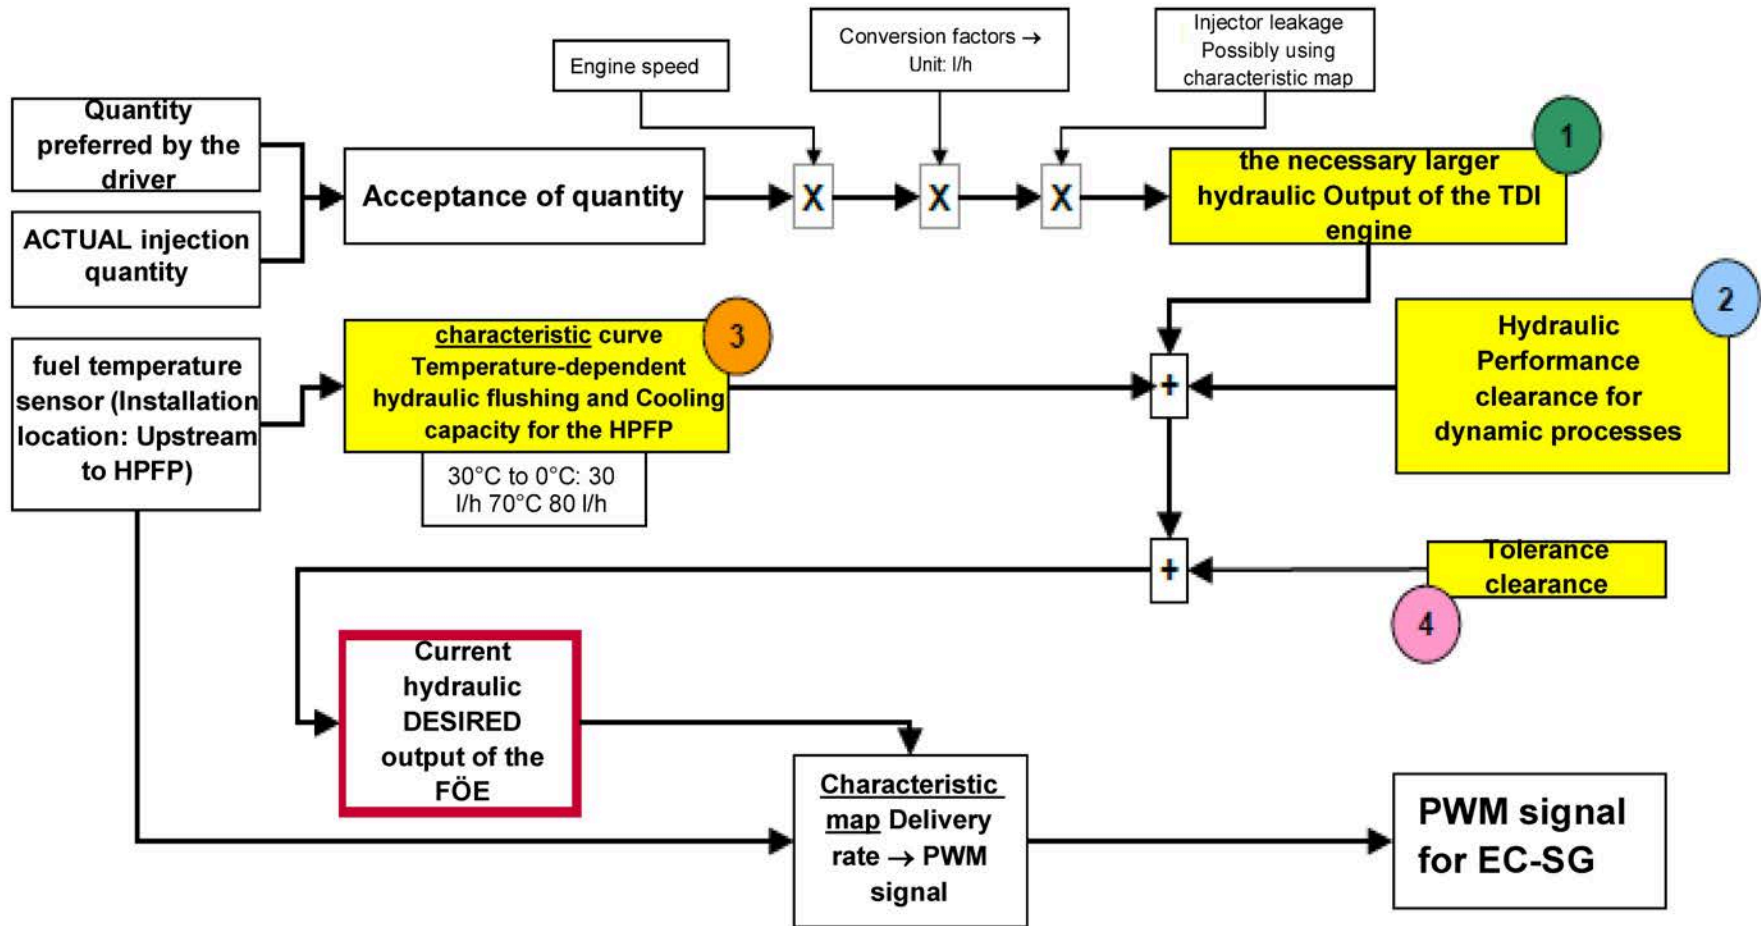 Engine speed
Conversion factors →
Unit: l/h
Injector leakage
Possibly using
characteristic map
Quantity
preferred by the
driver
ACTUAL injection
quantity
Acceptance of quantity
X
X
X
the necessary larger
hydraulic Output of the TDI
engine
1
fuel temperature
sensor (Installation
location: Upstream
to HPFP)
characteristic curve
Temperature-dependent
hydraulic flushing and Cooling
capacity for the HPFP
3
30°C to 0°C: 30
l/h 70°C 80 l/h
+
Hydraulic
Performance
clearance for
dynamic processes
2
+
Tolerance
clearance
4
Current
hydraulic
DESIRED
output of the
FÖE
Characteristic
map Delivery
rate → PWM
signal
PWM signal
for EC-SG